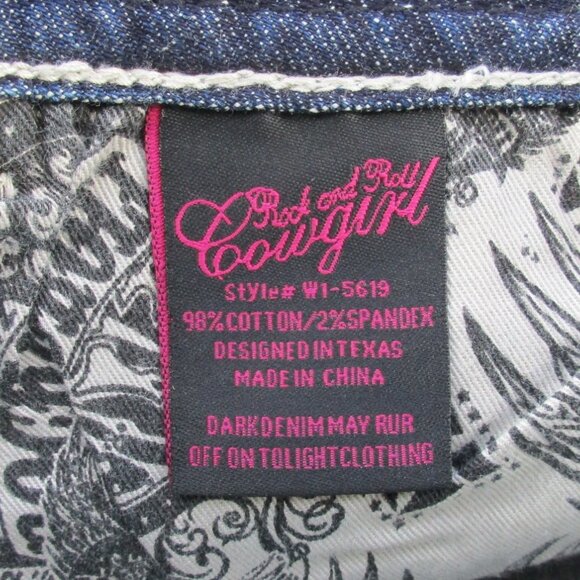 Rock and Roll
Cowgirl
Style# W1-5619
98%COTTON/2%SPANDEX
DESIGNED IN TEXAS
MADE IN CHINA
DARK DENIM MAY RUR
OFF ON TO LIGHT CLOTHING